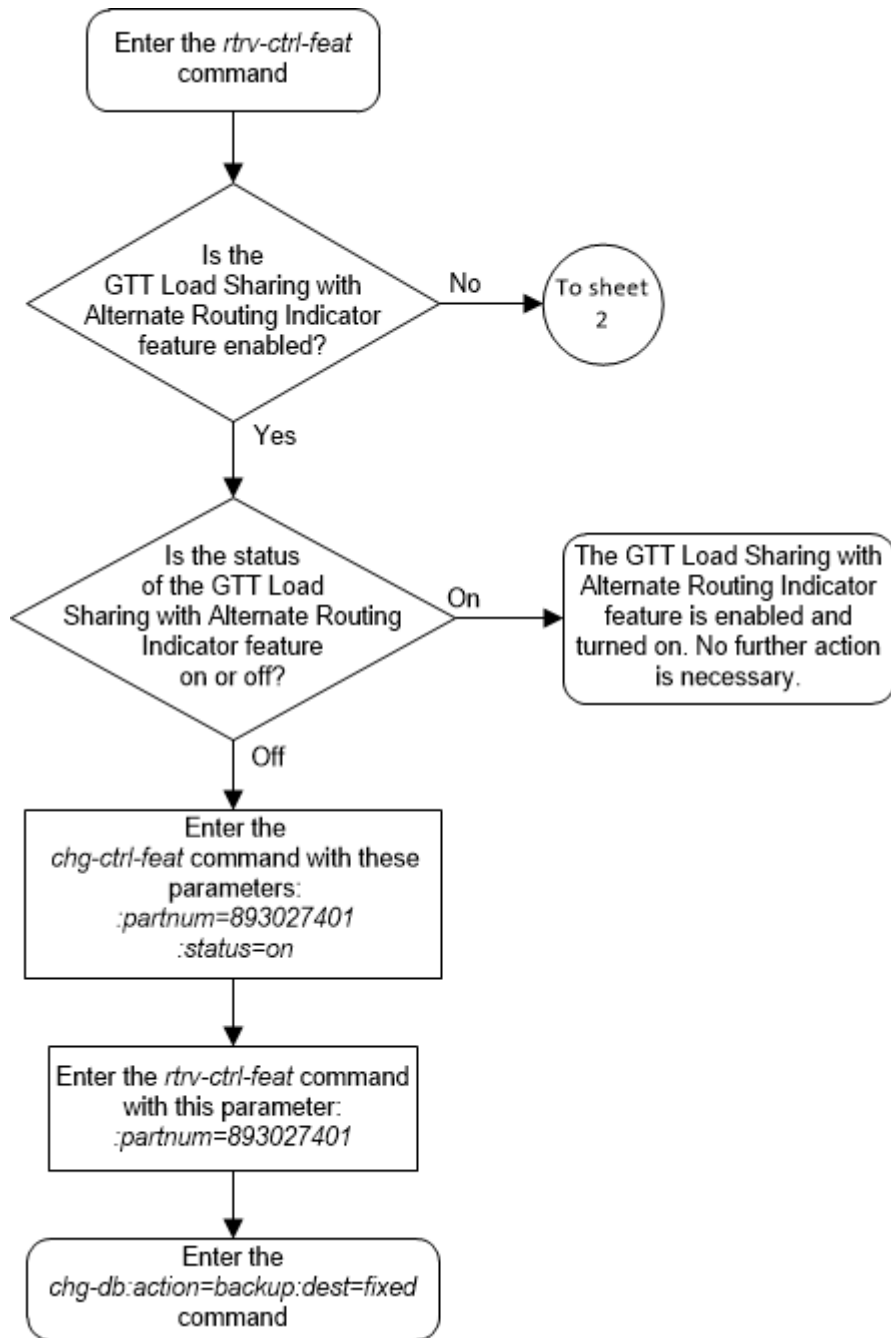 Enter the rtrv-ctrl-feat
command
Is the
GTT Load Sharing with
Alternate Routing Indicator
feature enabled?
No
To sheet
2
Yes
Is the status
of the GTT Load
Sharing with Alternate Routing
Indicator feature
on or off?
On
The GTT Load Sharing with
Alternate Routing Indicator
feature is enabled and
turned on. No further action
is necessary.
Off
Enter the
chg-ctrl-feat command with these
parameters:
:partnum=893027401
:status=on
Enter the rtrv-ctrl-feat command
with this parameter:
:partnum=893027401
Enter the
chg-db:action=backup:dest=fixed
command